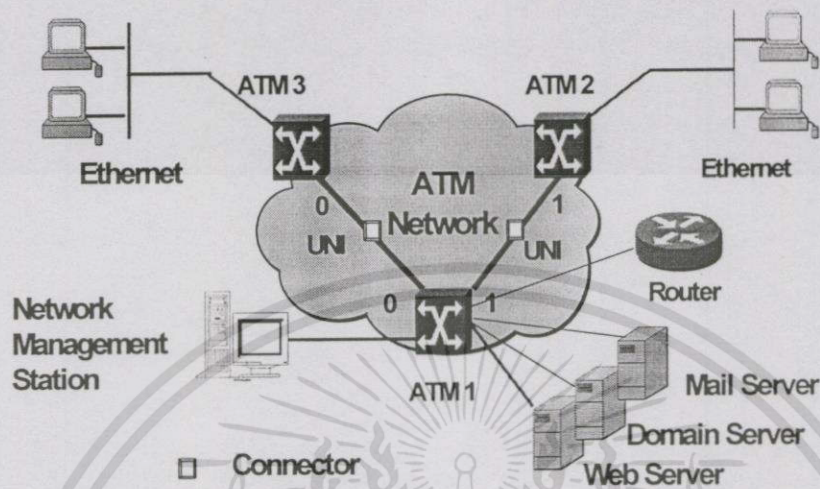 ATM 3
ATM 2
Ethernet
Ethernet
ATM
Network
0
UNI
1
UNI
Router
0
1
Network
Management
Station
ATM 1
Mail Server
Domain Server
Web Server
Connector